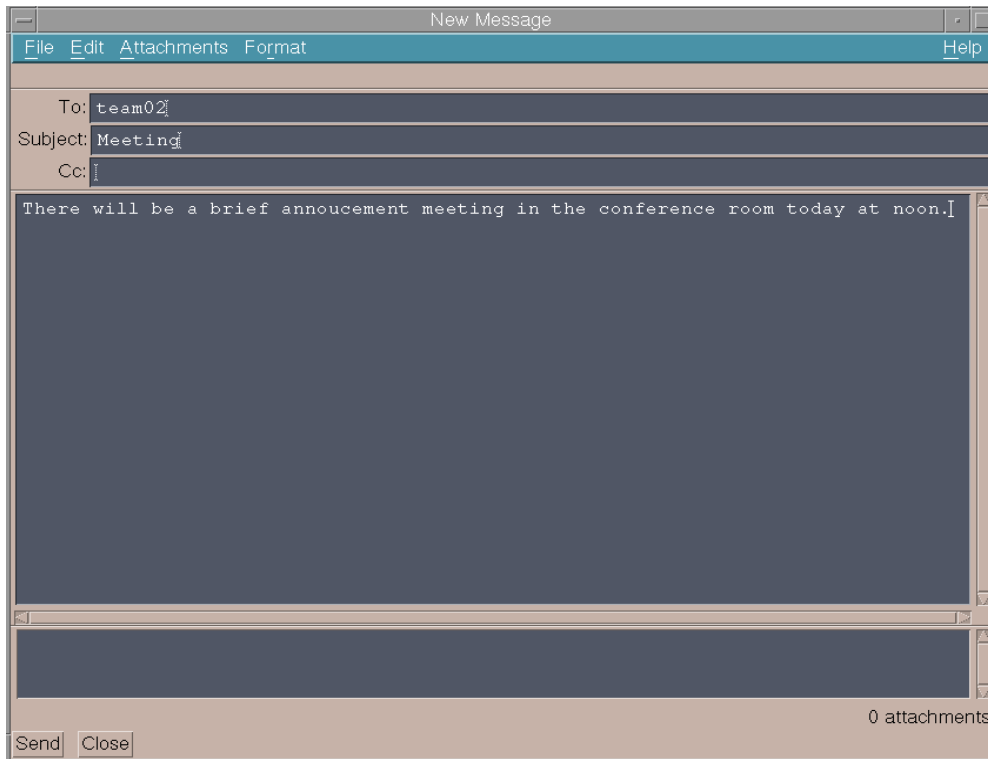 New Message
File Edit Attachments Format Help
To: team02
Subject: Meeting
Cc:
There will be a brief annoucement meeting in the conference room today at noon.
0 attachments
Send Close